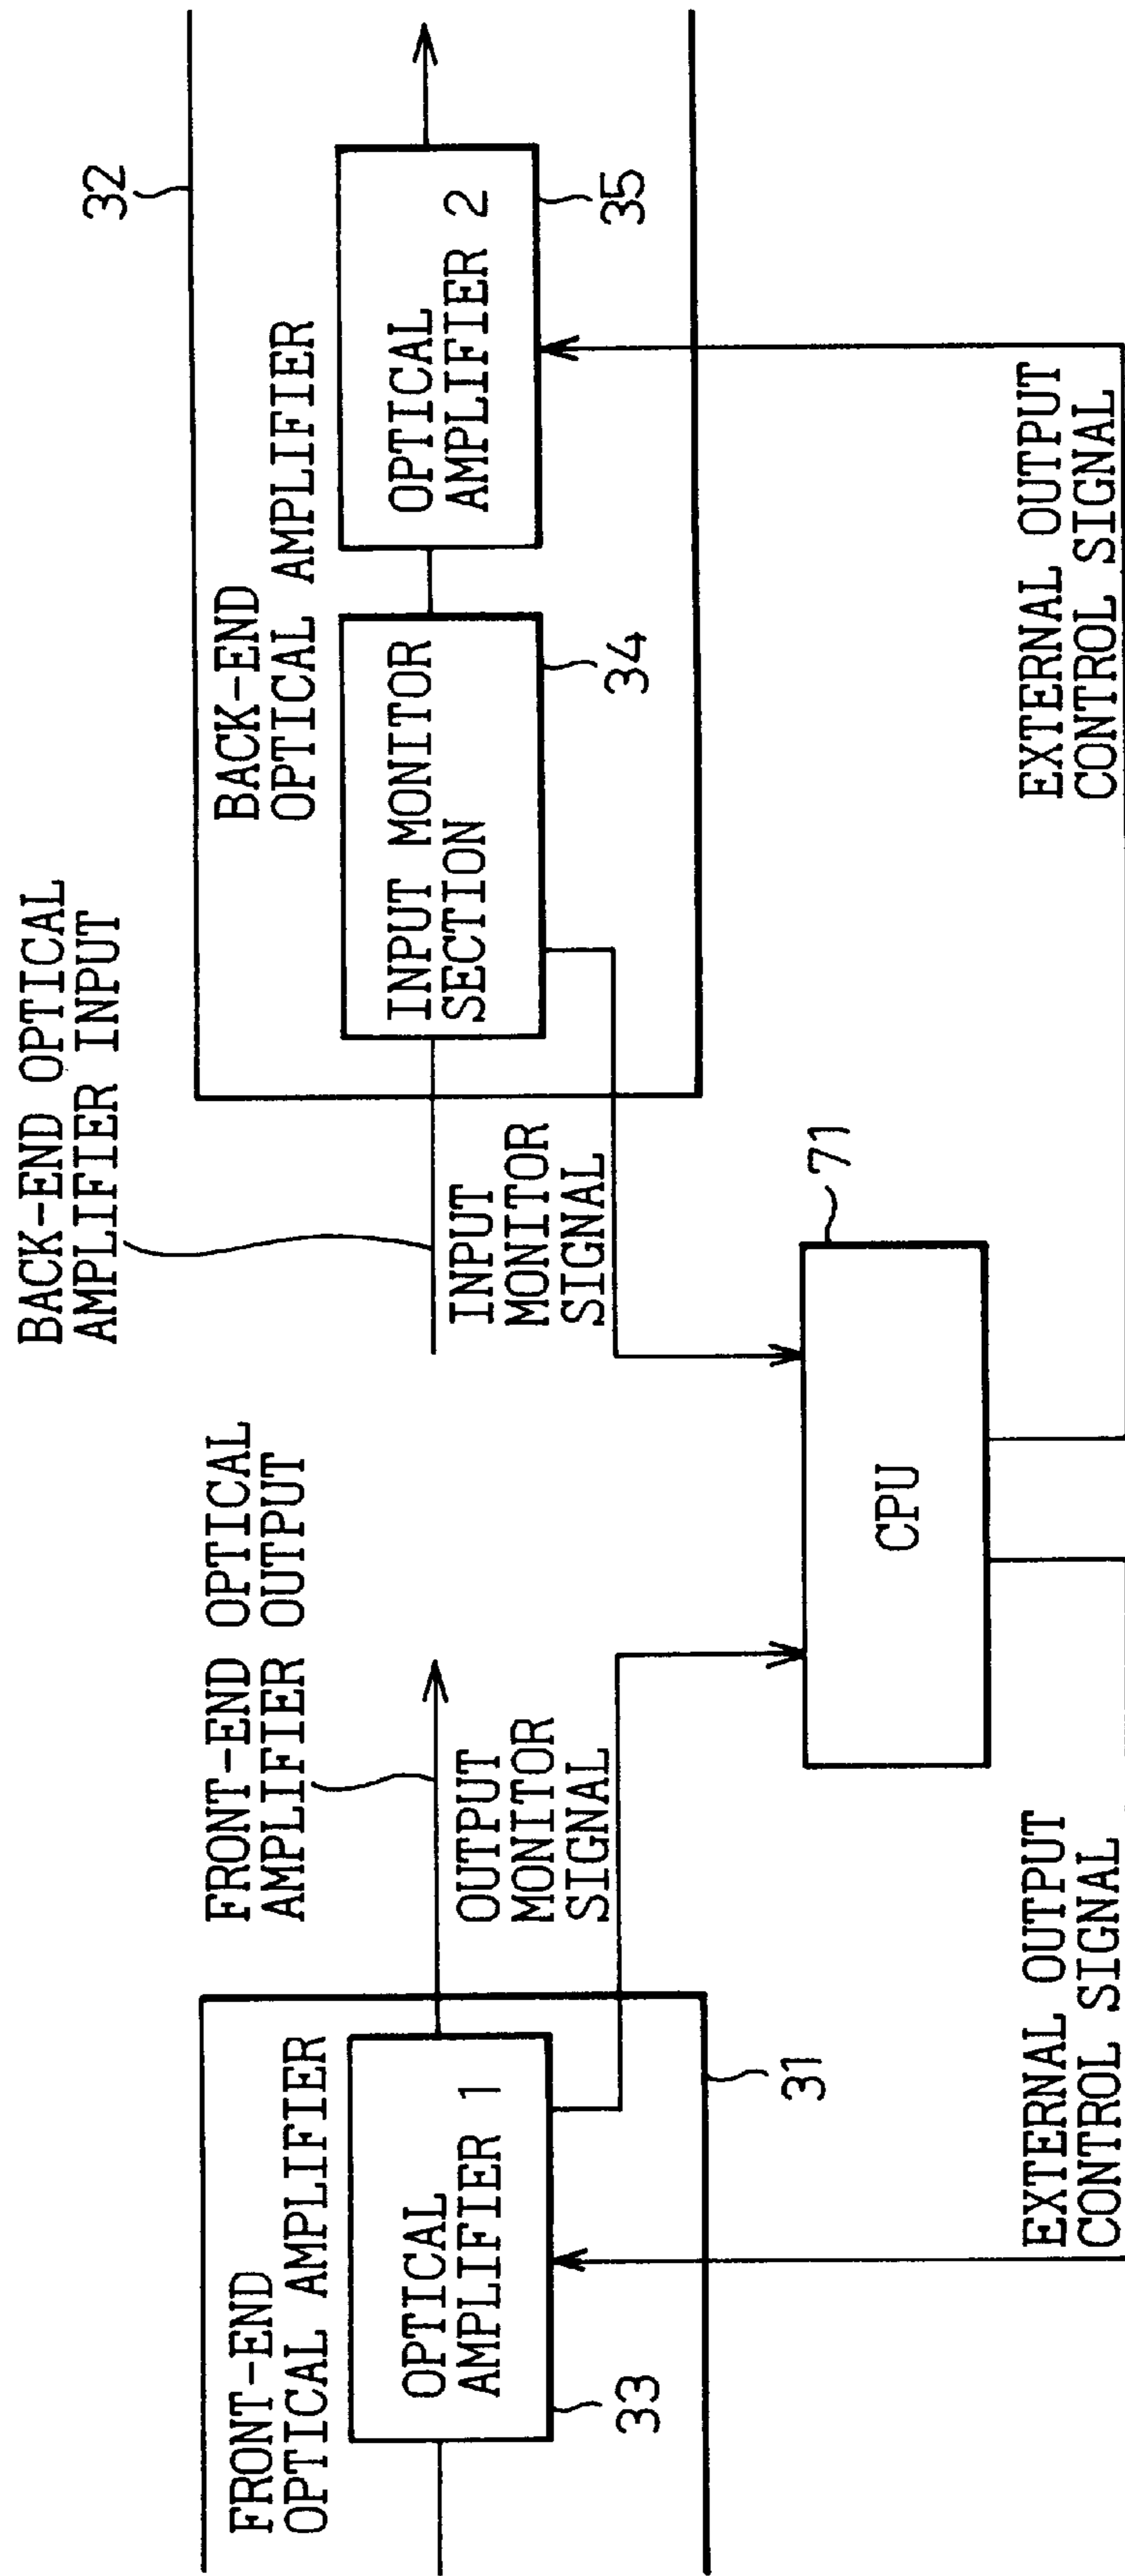 FRONT-END
OPTICAL AMPLIFIER
OPTICAL
AMPLIFIER 1
33
31
FRONT-END OPTICAL
AMPLIFIER OUTPUT
OUTPUT
MONITOR
SIGNAL
EXTERNAL OUTPUT
CONTROL SIGNAL
CPU
71
BACK-END OPTICAL
AMPLIFIER INPUT
INPUT
MONITOR
SIGNAL
BACK-END
OPTICAL AMPLIFIER
32
INPUT MONITOR
SECTION
34
OPTICAL
AMPLIFIER 2
35
EXTERNAL OUTPUT
CONTROL SIGNAL